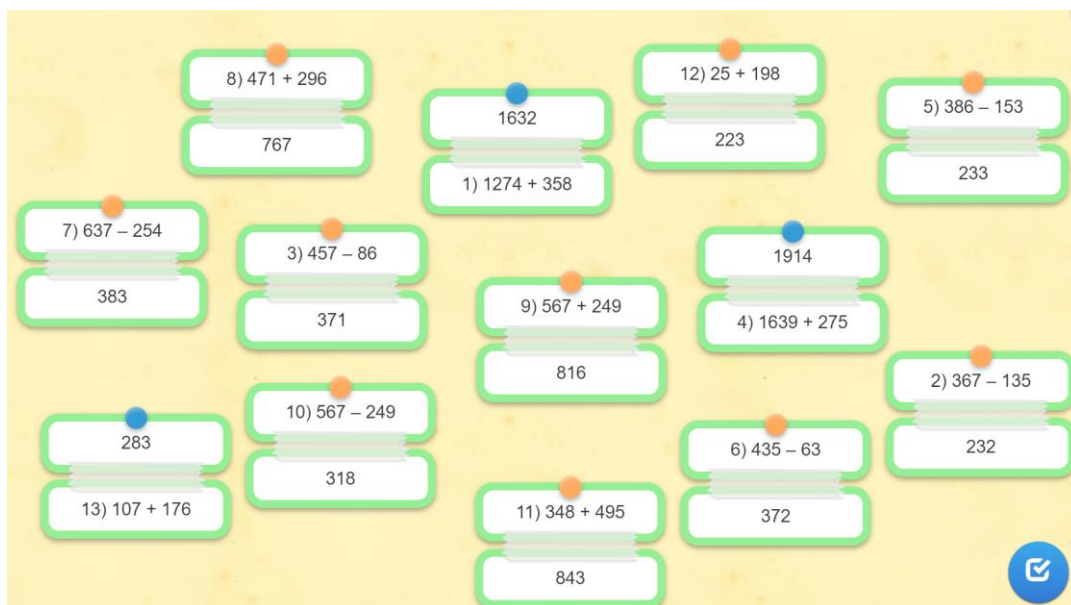 8) 471 + 296
767
1632
1) 1274 + 358
12) 25 + 198
223
5) 386 – 153
233
7) 637 – 254
383
3) 457 – 86
371
9) 567 + 249
816
1914
4) 1639 + 275
2) 367 – 135
232
283
13) 107 + 176
10) 567 – 249
318
6) 435 – 63
372
11) 348 + 495
843